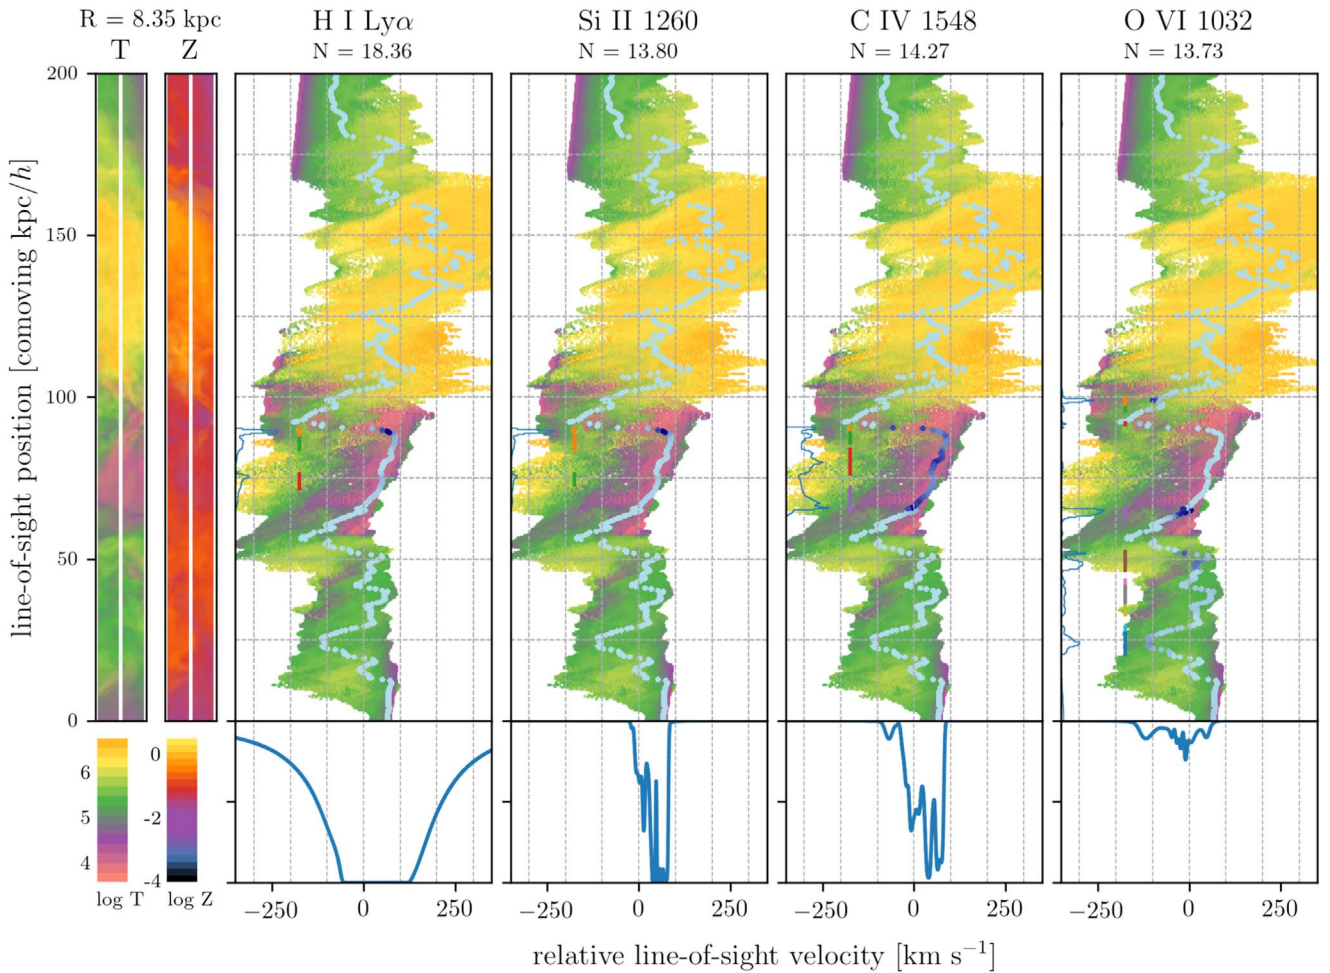 R = 8.35 kpc
T Z
H I Lyα
N = 18.36
Si II 1260
N = 13.80
C IV 1548
N = 14.27
O VI 1032
N = 13.73
line-of-sight position [comoving kpc/h]
200
150
100
50
0
6
5
4
log T
0
-2
-4
log Z
−250 0 250
−250 0 250
−250 0 250
−250 0 250
relative line-of-sight velocity [km s⁻¹]